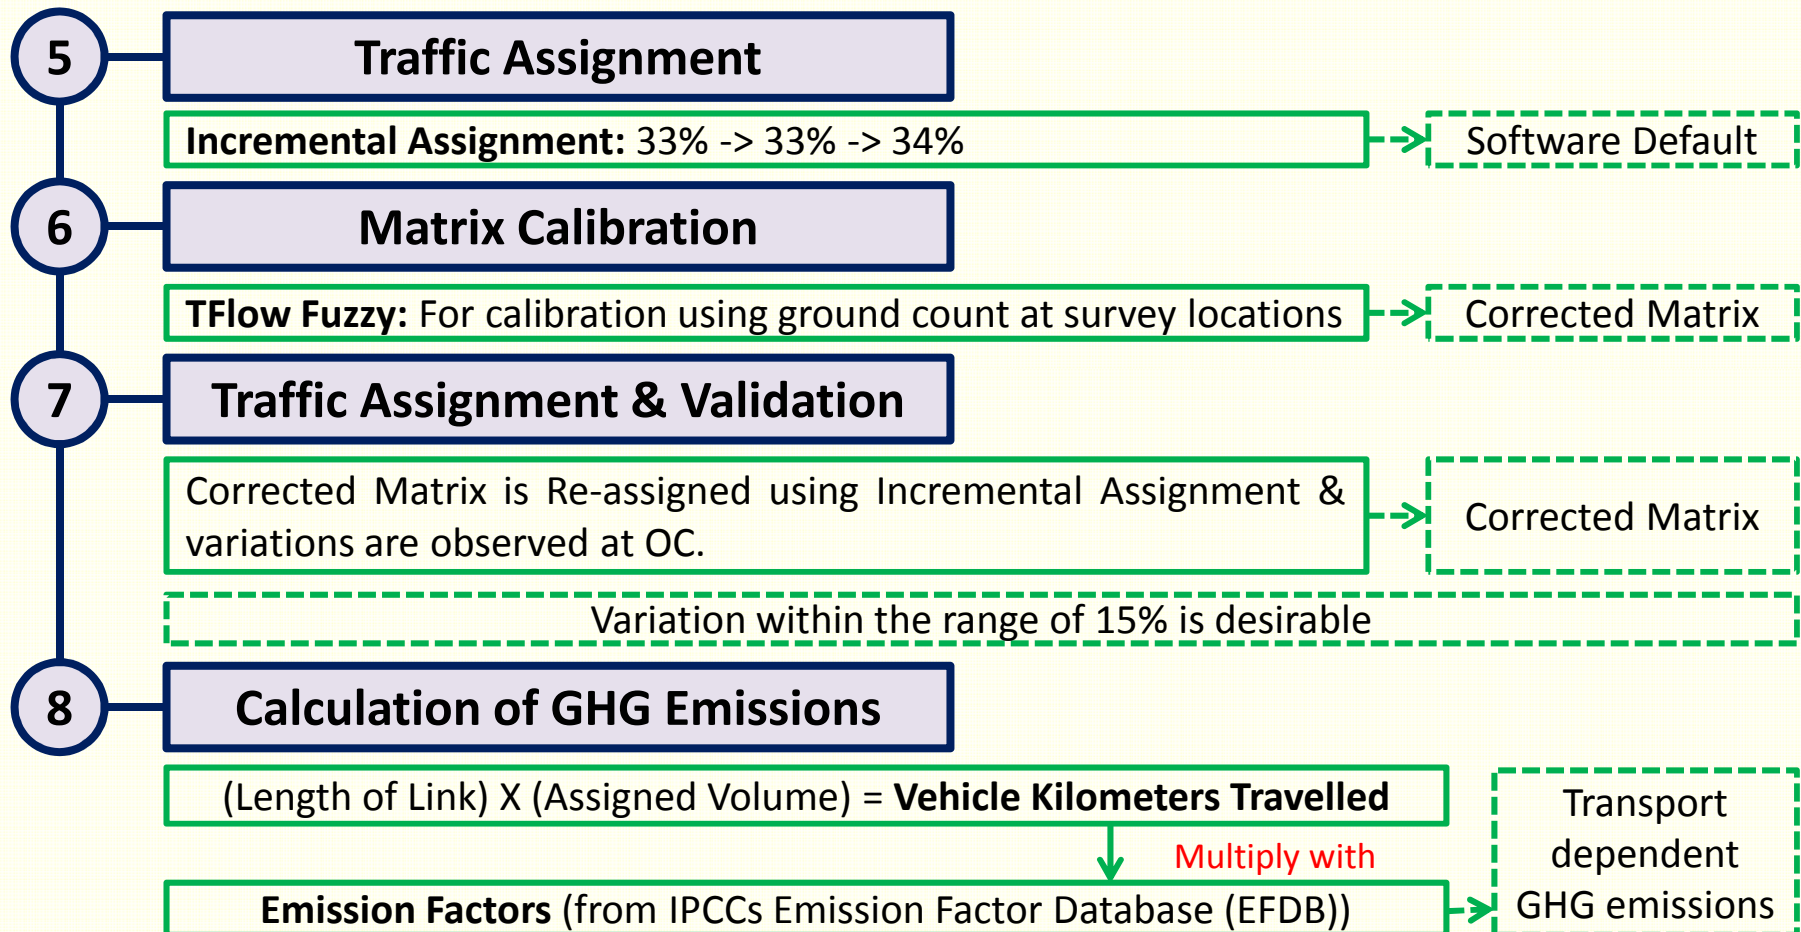 5
Traffic Assignment
Incremental Assignment: 33% -> 33% -> 34%
Software Default
6
Matrix Calibration
TFlow Fuzzy: For calibration using ground count at survey locations
Corrected Matrix
7
Traffic Assignment & Validation
Corrected Matrix is Re-assigned using Incremental Assignment &
variations are observed at OC.
Corrected Matrix
Variation within the range of 15% is desirable
8
Calculation of GHG Emissions
(Length of Link) X (Assigned Volume) = Vehicle Kilometers Travelled
Multiply with
Emission Factors (from IPCCs Emission Factor Database (EFDB))
Transport
dependent
GHG emissions